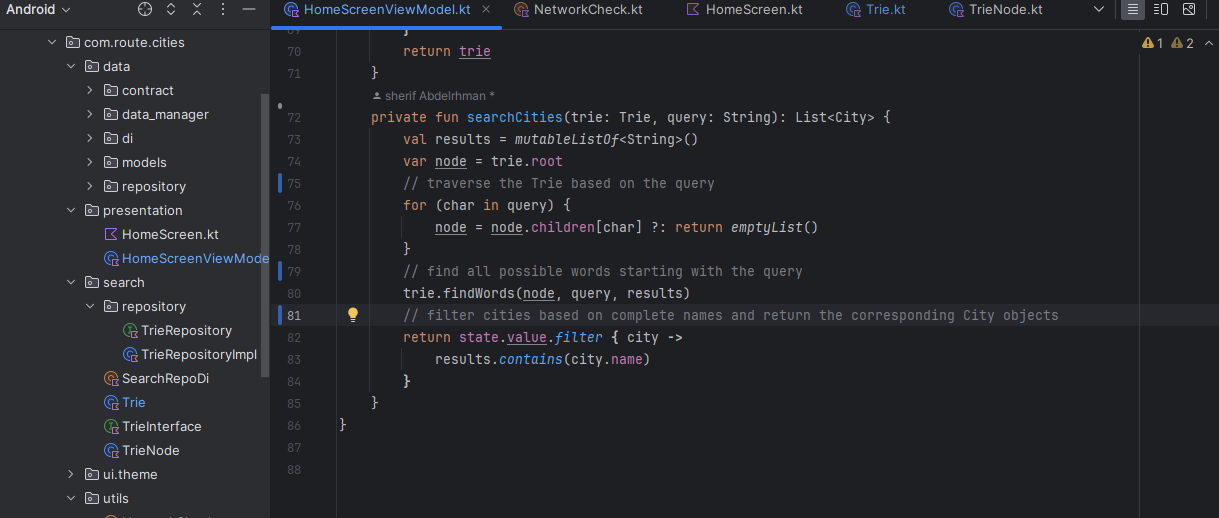 Android
HomeScreenViewModel.kt
NetworkCheck.kt
HomeScreen.kt
Trie.kt
TrieNode.kt
com.route.cities
data
contract
data_manager
di
models
repository
presentation
HomeScreen.kt
HomeScreenViewMode
search
repository
TrieRepository
TrieRepositoryImpl
SearchRepoDi
Trie
TrieInterface
TrieNode
ui.theme
utils
1 2
69 }
70 return trie
71 }
sherif Abdelrhman *
72 private fun searchCities(trie: Trie, query: String): List<City> {
73 val results = mutableListOf<String>()
74 var node = trie.root
75 // traverse the Trie based on the query
76 for (char in query) {
77 node = node.children[char] ?: return emptyList()
78 }
79 // find all possible words starting with the query
80 trie.findWords(node, query, results)
81 // filter cities based on complete names and return the corresponding City objects
82 return state.value.filter { city ->
83 results.contains(city.name)
84 }
85 }
86 }
87
88